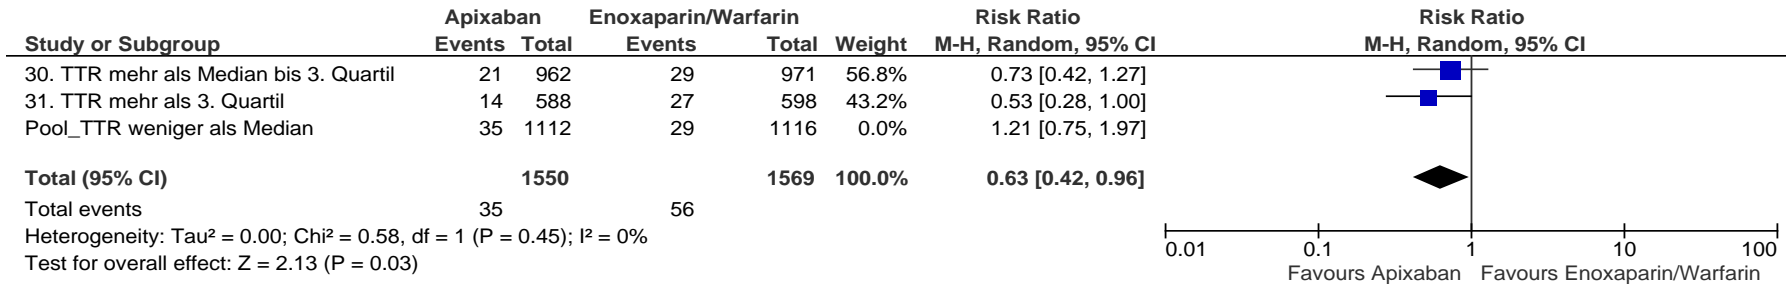 Apixaban Enoxaparin/Warfarin Risk Ratio Risk Ratio
Study or Subgroup Events Total Events Total Weight M-H, Random, 95% CI M-H, Random, 95% CI
30. TTR mehr als Median bis 3. Quartil 21 962 29 971 56.8% 0.73 [0.42, 1.27]
31. TTR mehr als 3. Quartil 14 588 27 598 43.2% 0.53 [0.28, 1.00]
Pool_TTR weniger als Median 35 1112 29 1116 0.0% 1.21 [0.75, 1.97]
Total (95% CI) 1550 1569 100.0% 0.63 [0.42, 0.96]
Total events 35 56
Heterogeneity: Tau² = 0.00; Chi² = 0.58, df = 1 (P = 0.45); I² = 0%
Test for overall effect: Z = 2.13 (P = 0.03)
0.01 0.1 1 10 100
Favours Apixaban Favours Enoxaparin/Warfarin